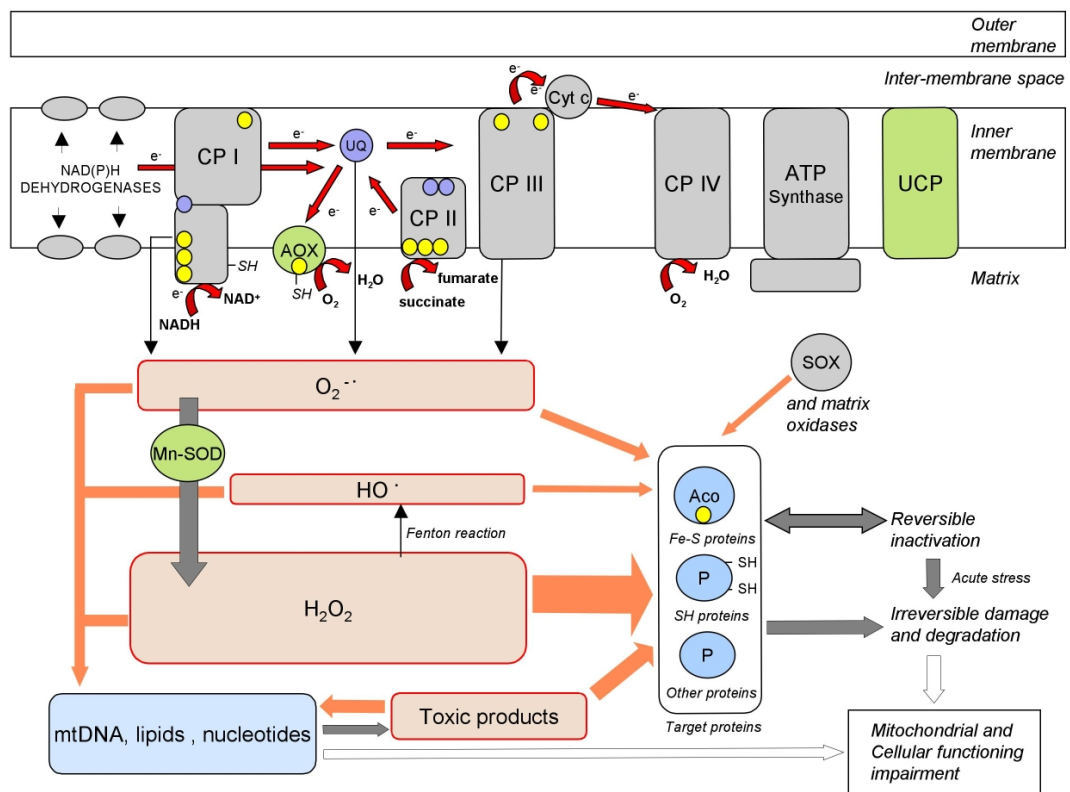 Outer
membrane
Inter-membrane space
e-
e-
Cyt c
e-
Inner
membrane
NAD(P)H
DEHYDROGENASES
e-
CP I
e-
UQ
e-
e-
e-
CP II
CP III
CP IV
ATP
Synthase
UCP
AOX
SH
SH
O₂
H₂O
fumarate
succinate
O₂
H₂O
Matrix
e-
NAD⁺
NADH
O₂⁻·
SOX
and matrix
oxidases
Mn-SOD
HO·
Fenton reaction
H₂O₂
Aco
Fe-S proteins
P
SH
SH
SH proteins
P
Other proteins
Target proteins
Reversible
inactivation
Acute stress
Irreversible damage
and degradation
mtDNA, lipids , nucleotides
Toxic products
Mitochondrial and
Cellular functioning
impairment